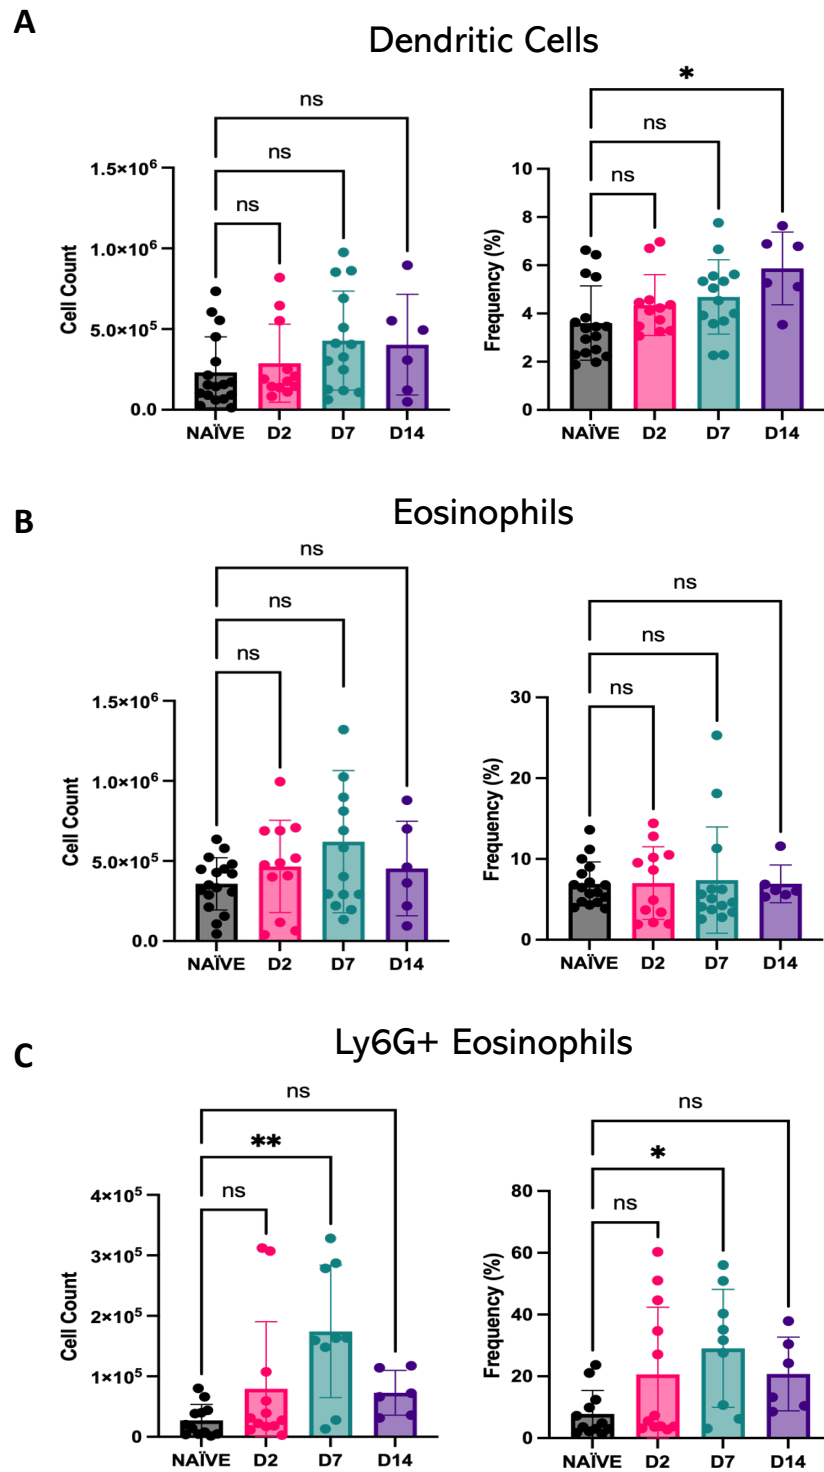 A
Dendritic Cells
ns
ns
ns
1.5×10⁶
1.0×10⁶
5.0×10⁵
0.0
Cell Count
NAÏVE D2 D7 D14
*
ns
ns
10
8
6
4
2
0
Frequency (%)
NAÏVE D2 D7 D14
B
Eosinophils
ns
ns
ns
1.5×10⁶
1.0×10⁶
5.0×10⁵
0.0
Cell Count
NAÏVE D2 D7 D14
ns
ns
ns
30
20
10
0
Frequency (%)
NAÏVE D2 D7 D14
C
Ly6G+ Eosinophils
ns
**
ns
4×10⁵
3×10⁵
2×10⁵
1×10⁵
0
Cell Count
NAÏVE D2 D7 D14
ns
*
ns
80
60
40
20
0
Frequency (%)
NAÏVE D2 D7 D14